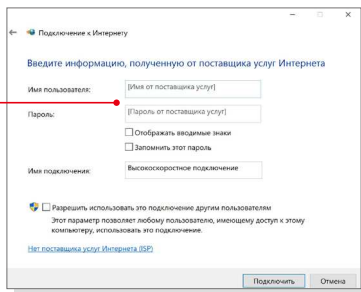 Подключение к Интернету
Введите информацию, полученную от поставщика услуг Интернета
Имя пользователя:
[Имя от поставщика услуг]
Пароль:
[Пароль от поставщика услуг]
Отображать вводимые знаки
Запомнить этот пароль
Имя подключения:
Высокоскоростное подключение
Разрешить использовать это подключение другим пользователям
Этот параметр позволяет любому пользователю, имеющему доступ к этому
компьютеру, использовать это подключение.
Нет поставщика услуг Интернета (ISP)
Подключить
Отмена